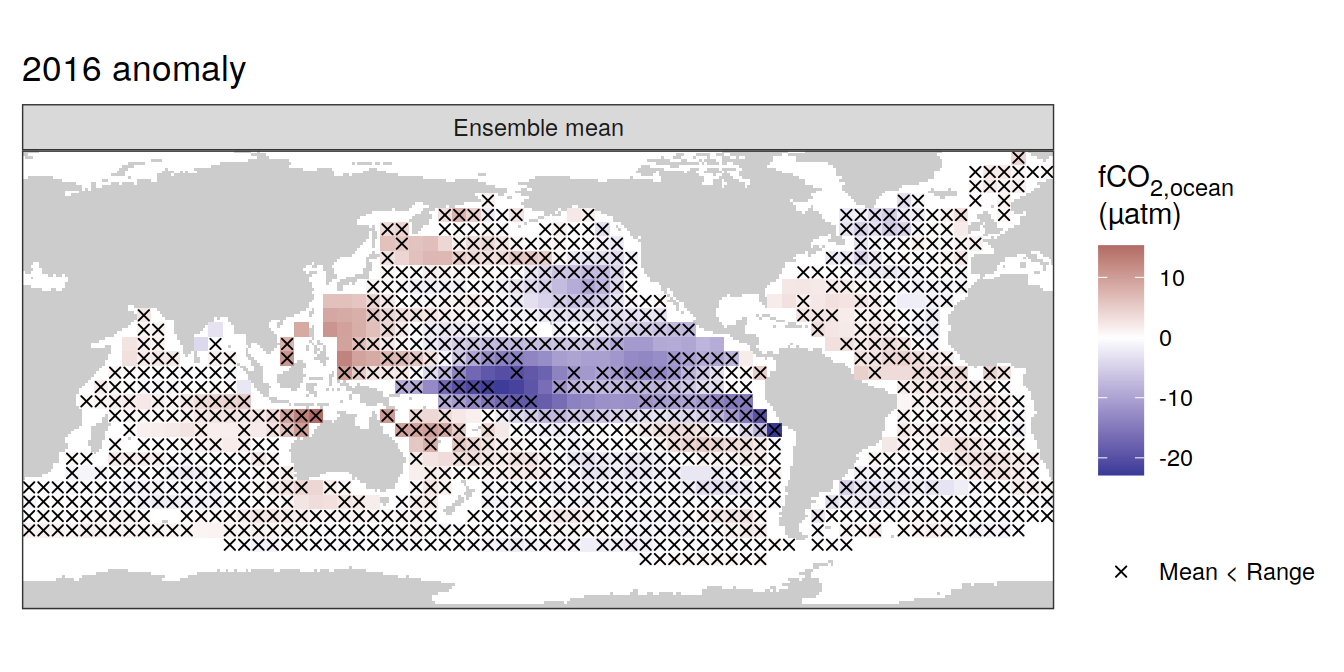 2016 anomaly
Ensemble mean
fCO2,ocean
(µatm)
10
0
-10
-20
Mean < Range